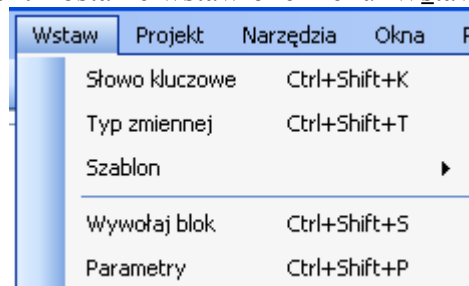 Wstaw Projekt Narzędzia Okna
Słowo kluczowe Ctrl+Shift+K
Typ zmiennej Ctrl+Shift+T
Szablon
Wywołaj blok Ctrl+Shift+S
Parametry Ctrl+Shift+P